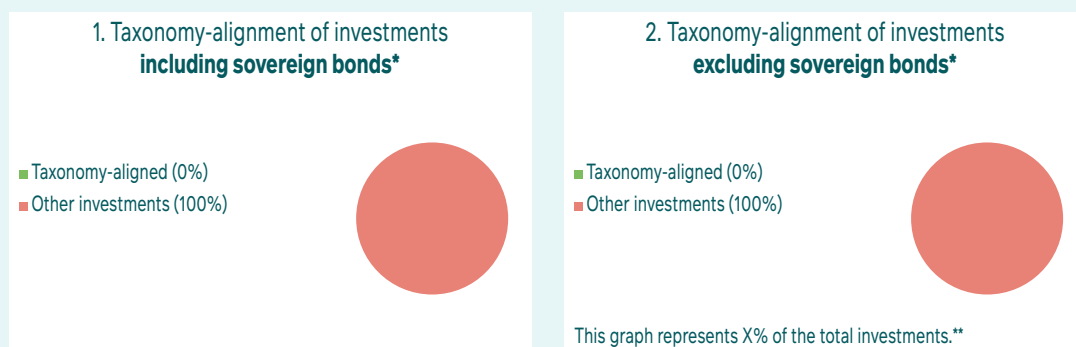 1. Taxonomy-alignment of investments
including sovereign bonds*
Taxonomy-aligned (0%)
Other investments (100%)
2. Taxonomy-alignment of investments
excluding sovereign bonds*
Taxonomy-aligned (0%)
Other investments (100%)
This graph represents X% of the total investments.**